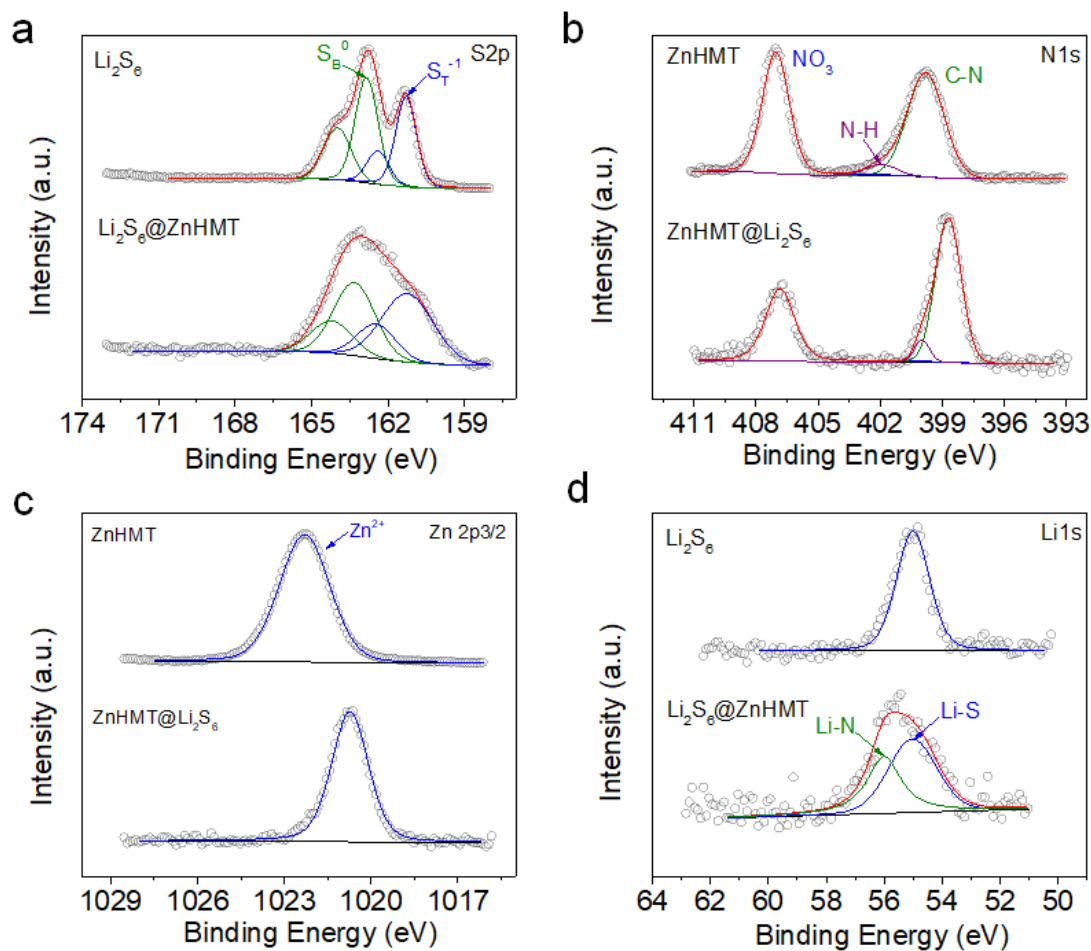 a
Li₂S₆
S_B⁰
S_T⁻¹
S2p
Li₂S₆@ZnHMT
Intensity (a.u.)
174 171 168 165 162 159
Binding Energy (eV)
b
ZnHMT
NO₃
N-H
C-N
N1s
ZnHMT@Li₂S₆
Intensity (a.u.)
411 408 405 402 399 396 393
Binding Energy (eV)
c
ZnHMT
Zn²⁺
Zn 2p3/2
ZnHMT@Li₂S₆
Intensity (a.u.)
1029 1026 1023 1020 1017
Binding Energy (eV)
d
Li₂S₆
Li1s
Li₂S₆@ZnHMT
Li-N
Li-S
Intensity (a.u.)
64 62 60 58 56 54 52 50
Binding Energy (eV)